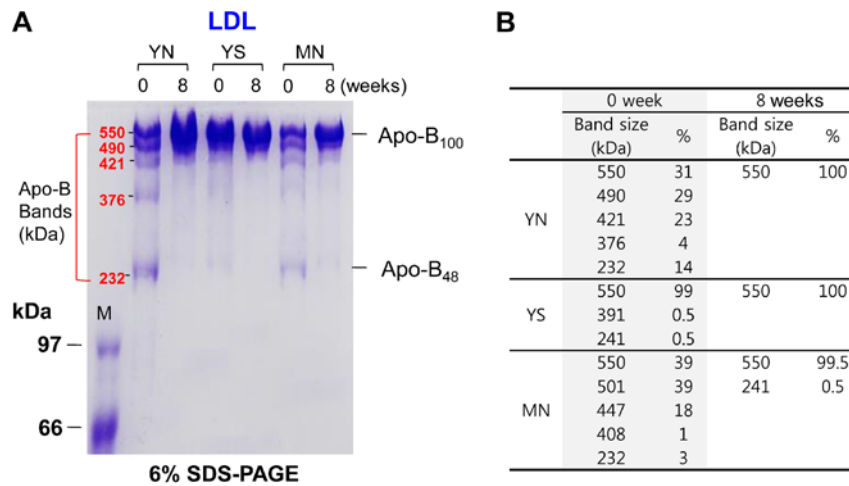 A
LDL
YN YS MN
0 8 0 8 0 8 (weeks)
550
490
421
376
232
Apo-B
Bands
(kDa)
Apo-B100
Apo-B48
kDa
M
97
66
6% SDS-PAGE
B
0 week 8 weeks
Band size (kDa) % Band size (kDa) %
YN 550 31 550 100
490 29
421 23
376 4
232 14
YS 550 99 550 100
391 0.5
241 0.5
MN 550 39 550 99.5
501 39 241 0.5
447 18
408 1
232 3